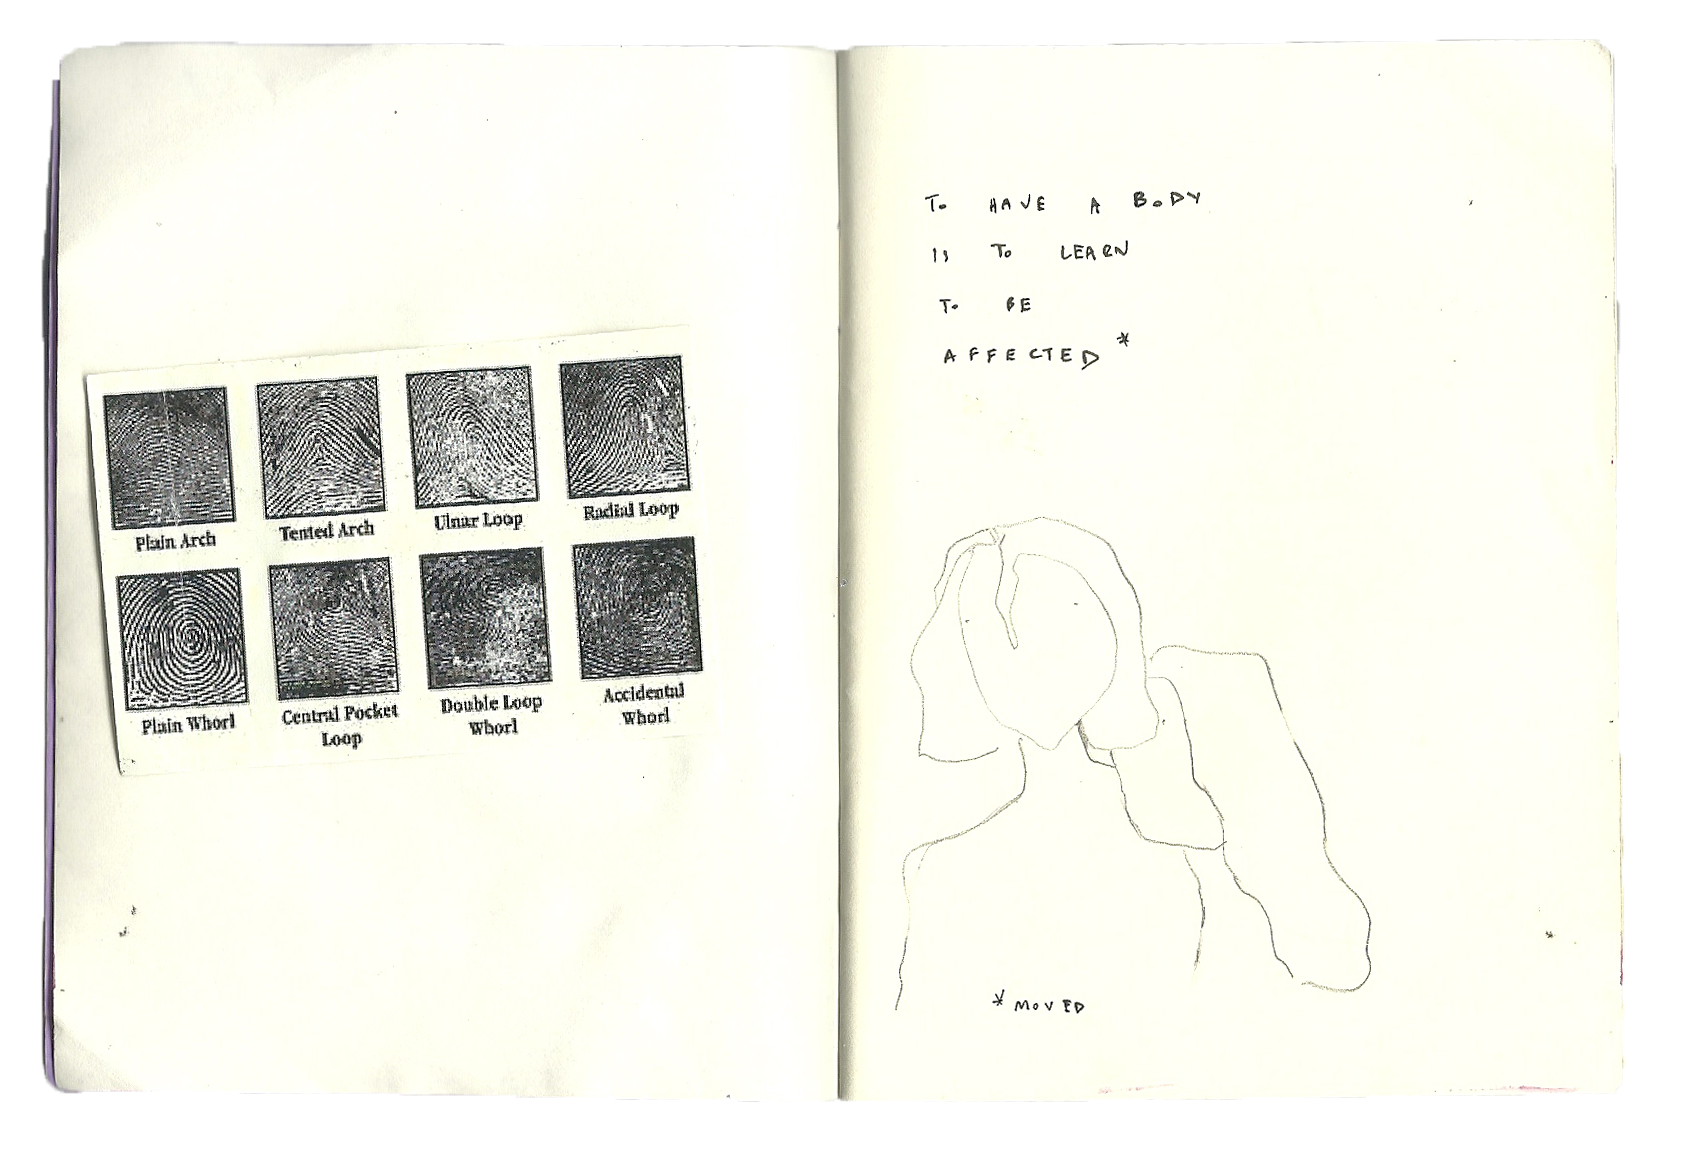 Plain Arch
Tented Arch
Ulnar Loop
Radial Loop
Plain Whorl
Central Pocket
Loop
Double Loop
Whorl
Accidental
Whorl
TO HAVE A BODY
IS TO LEARN
TO BE
AFFECTED*
*MOVED